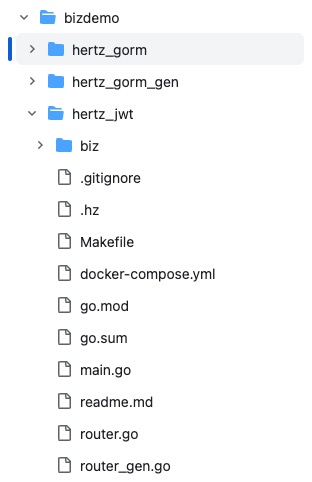 bizdemo
hertz_gorm
hertz_gorm_gen
hertz_jwt
biz
.gitignore
.hz
Makefile
docker-compose.yml
go.mod
go.sum
main.go
readme.md
router.go
router_gen.go